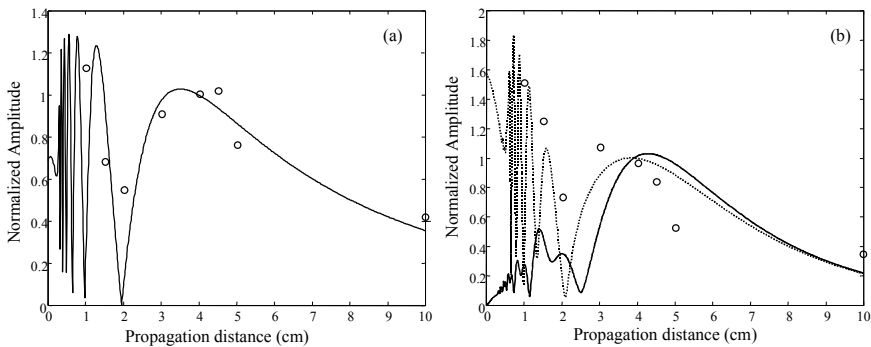 (a)
Normalized Amplitude
1.4
1.2
1
0.8
0.6
0.4
0.2
0
0 1 2 3 4 5 6 7 8 9 10
Propagation distance (cm)
(b)
Normalized Amplitude
2
1.8
1.6
1.4
1.2
1
0.8
0.6
0.4
0.2
0
0 1 2 3 4 5 6 7 8 9 10
Propagation distance (cm)